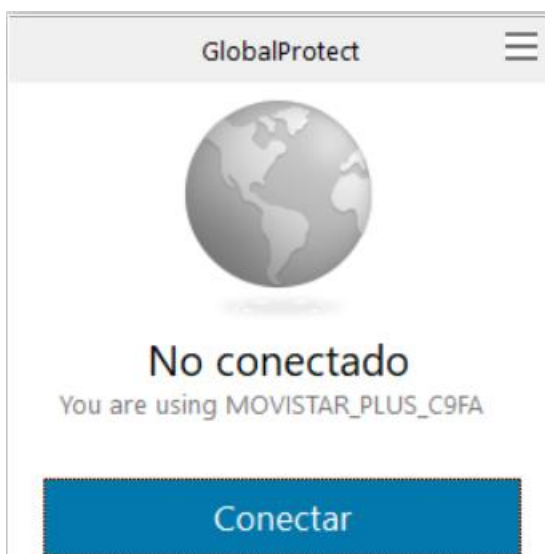 GlobalProtect
No conectado
You are using MOVISTAR_PLUS_C9FA
Conectar